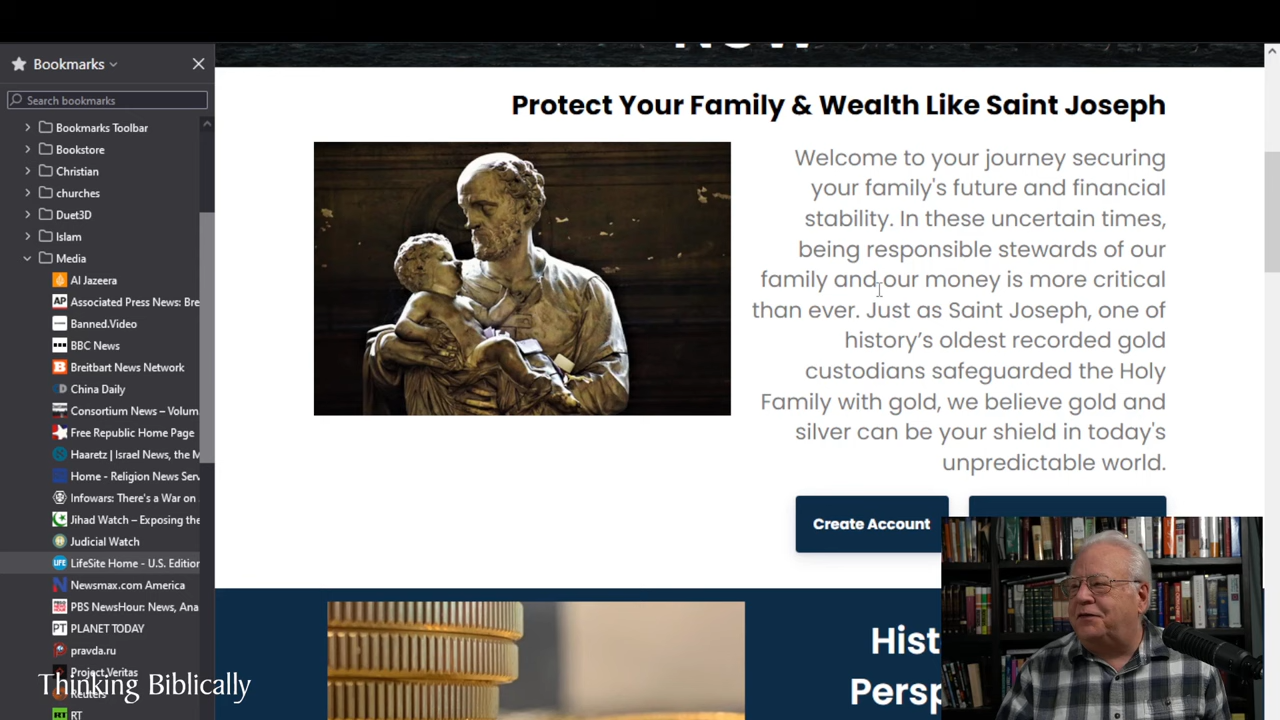 Bookmarks
Search bookmarks
Bookmarks Toolbar
Bookstore
Christian
churches
Duet3D
Islam
Media
Al Jazeera
AP Associated Press News: Bre
Banned.Video
BBC News
B Breitbart News Network
China Daily
Consortium News – Volum
Free Republic Home Page
Haaretz | Israel News, the M
Home - Religion News Serv
Infowars: There's a War on
Jihad Watch – Exposing the
Judicial Watch
LIFE LifeSite Home - U.S. Edition
N Newsmax.com America
PBS NewsHour: News, Ana
PT PLANET TODAY
pravda.ru
Project Veritas
Reuters
RT RT
Thinking Biblically
NOW
Protect Your Family & Wealth Like Saint Joseph
Welcome to your journey securing
your family's future and financial
stability. In these uncertain times,
being responsible stewards of our
family and our money is more critical
than ever. Just as Saint Joseph, one of
history’s oldest recorded gold
custodians safeguarded the Holy
Family with gold, we believe gold and
silver can be your shield in today's
unpredictable world.
Create Account
Hist
Persp